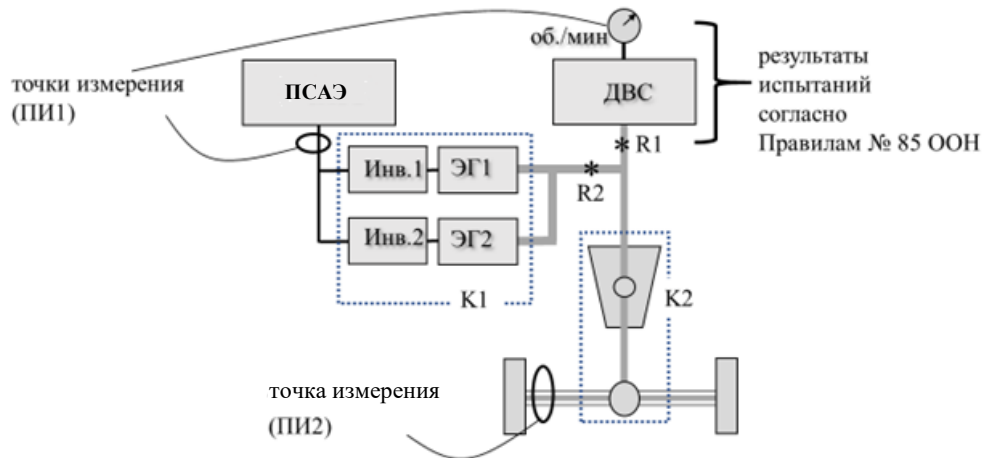 об./мин
точки измерения
(ПИ1)
ПСАЭ
ДВС
результаты
испытаний
согласно
Правилам № 85 ООН
* R1
Инв.1
ЭГ1
*
R2
Инв.2
ЭГ2
K1
K2
точка измерения
(ПИ2)